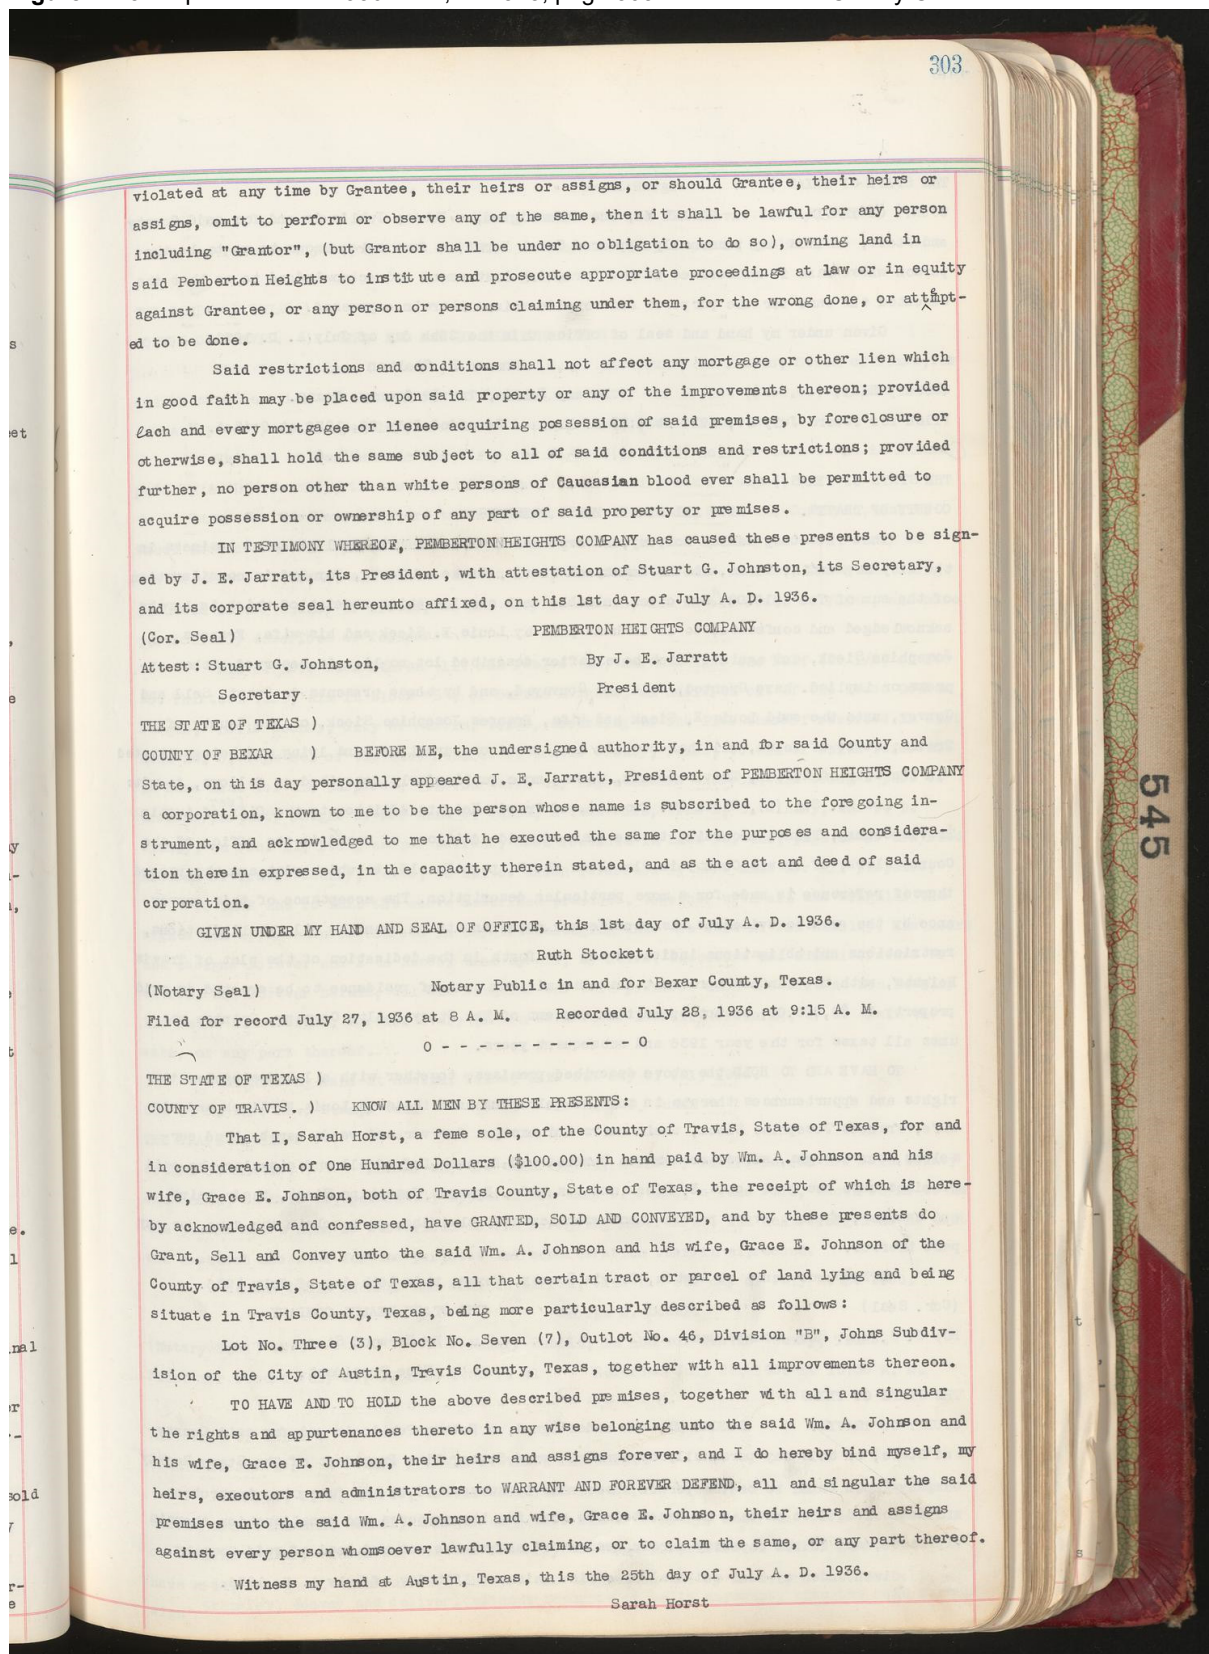 303
violated at any time by Grantee, their heirs or assigns, or should Grantee, their heirs or
assigns, omit to perform or observe any of the same, then it shall be lawful for any person
including "Grantor", (but Grantor shall be under no obligation to do so), owning land in
said Pemberton Heights to institute and prosecute appropriate proceedings at law or in equity
against Grantee, or any person or persons claiming under them, for the wrong done, or attempt-
ed to be done.
Said restrictions and conditions shall not affect any mortgage or other lien which
in good faith may be placed upon said property or any of the improvements thereon; provided
each and every mortgagee or lienee acquiring possession of said premises, by foreclosure or
otherwise, shall hold the same subject to all of said conditions and restrictions; provided
further, no person other than white persons of Caucasian blood ever shall be permitted to
acquire possession or ownership of any part of said property or premises.
IN TESTIMONY WHEREOF, PEMBERTON HEIGHTS COMPANY has caused these presents to be sign-
ed by J. E. Jarratt, its President, with attestation of Stuart G. Johnston, its Secretary,
and its corporate seal hereunto affixed, on this 1st day of July A. D. 1936.
(Cor. Seal) PEMBERTON HEIGHTS COMPANY
Attest: Stuart G. Johnston, By J. E. Jarratt
Secretary President
THE STATE OF TEXAS )
COUNTY OF BEXAR ) BEFORE ME, the undersigned authority, in and for said County and
State, on this day personally appeared J. E. Jarratt, President of PEMBERTON HEIGHTS COMPANY
a corporation, known to me to be the person whose name is subscribed to the foregoing in-
strument, and acknowledged to me that he executed the same for the purposes and considera-
tion therein expressed, in the capacity therein stated, and as the act and deed of said
corporation.
GIVEN UNDER MY HAND AND SEAL OF OFFICE, this 1st day of July A. D. 1936.
Ruth Stockett
(Notary Seal) Notary Public in and for Bexar County, Texas.
Filed for record July 27, 1936 at 8 A. M. Recorded July 28, 1936 at 9:15 A. M.
O - - - - - - - - - - - O
THE STATE OF TEXAS )
COUNTY OF TRAVIS. ) KNOW ALL MEN BY THESE PRESENTS:
That I, Sarah Horst, a feme sole, of the County of Travis, State of Texas, for and
in consideration of One Hundred Dollars ($100.00) in hand paid by Wm. A. Johnson and his
wife, Grace E. Johnson, both of Travis County, State of Texas, the receipt of which is here-
by acknowledged and confessed, have GRANTED, SOLD AND CONVEYED, and by these presents do
Grant, Sell and Convey unto the said Wm. A. Johnson and his wife, Grace E. Johnson of the
County of Travis, State of Texas, all that certain tract or parcel of land lying and being
situate in Travis County, Texas, being more particularly described as follows:
Lot No. Three (3), Block No. Seven (7), Outlot No. 46, Division "B", Johns Subdiv-
ision of the City of Austin, Travis County, Texas, together with all improvements thereon.
TO HAVE AND TO HOLD the above described premises, together with all and singular
the rights and appurtenances thereto in any wise belonging unto the said Wm. A. Johnson and
his wife, Grace E. Johnson, their heirs and assigns forever, and I do hereby bind myself, my
heirs, executors and administrators to WARRANT AND FOREVER DEFEND, all and singular the said
premises unto the said Wm. A. Johnson and wife, Grace E. Johnson, their heirs and assigns
against every person whomsoever lawfully claiming, or to claim the same, or any part thereof.
Witness my hand at Austin, Texas, this the 25th day of July A. D. 1936.
Sarah Horst
545